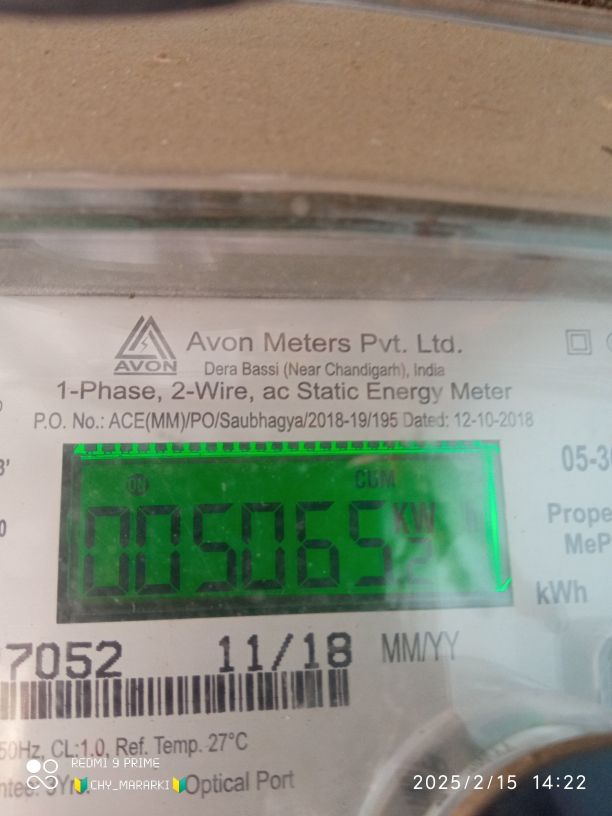 Avon Meters Pvt. Ltd.
AVON
Dera Bassi (Near Chandigarh), India
1-Phase, 2-Wire, ac Static Energy Meter
P.O. No.: ACE(MM)/PO/Saubhagya/2018-19/195 Dated: 12-10-2018
ON
CUM
005065
KW
kWh
7052
11/18 MM/YY
50Hz, CL:1.0, Ref. Temp. 27°C
Optical Port
REDMI 9 PRIME
CHY_MARARKI
2025/2/15 14:22